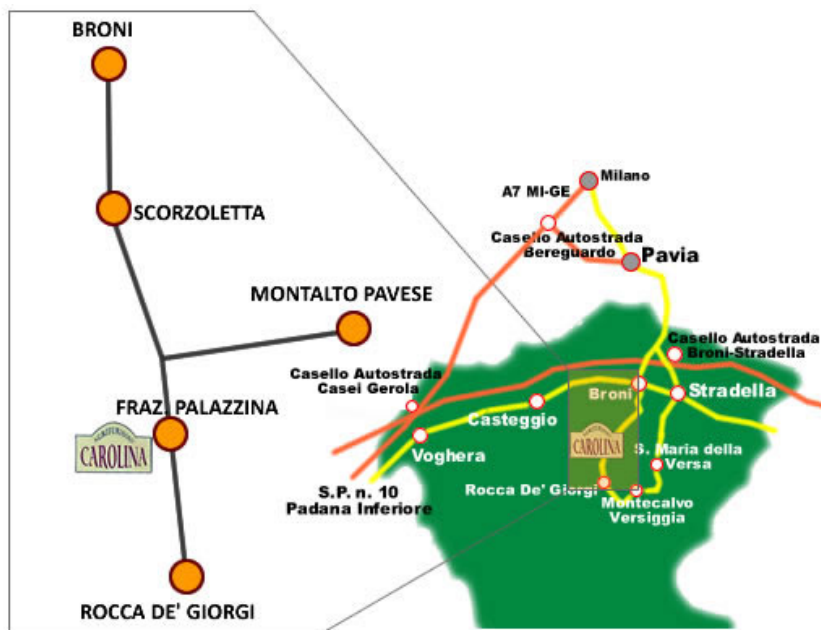 BRONI
SCORZOLETTA
MONTALTO PAVESE
FRAZ. PALAZZINA
AGRITURISMO
CAROLINA
ROCCA DE' GIORGI
Milano
A7 MI-GE
Casello Autostrada
Bereguardo
Pavia
Casello Autostrada
Broni-Stradella
Casello Autostrada
Casei Gerola
Broni
Stradella
Casteggio
CAROLINA
Voghera
S. Maria della
Versa
Rocca De' Giorgi
S.P. n. 10
Padana Inferiore
Montecalvo
Versiggia